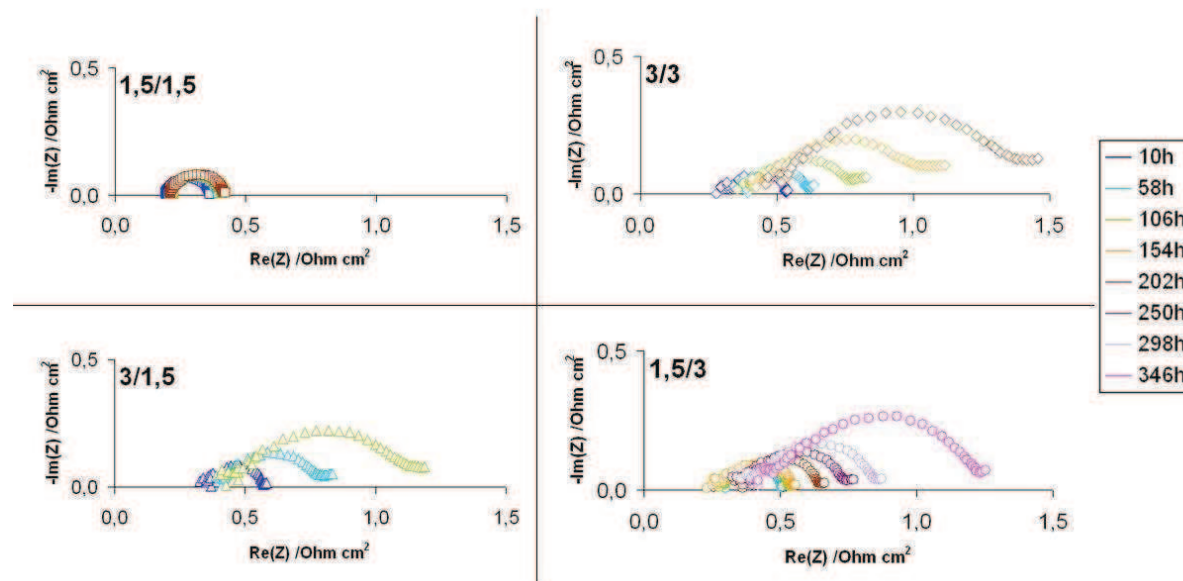 0,5
1,5/1,5
-Im(Z) /Ohm cm²
0,0
0,0
0,5
1,0
1,5
Re(Z) /Ohm cm²
0,5
3/3
-Im(Z) /Ohm cm²
0,0
0,0
0,5
1,0
1,5
Re(Z) /Ohm cm²
10h
58h
106h
154h
202h
250h
298h
346h
0,5
3/1,5
-Im(Z) /Ohm cm²
0,0
0,0
0,5
1,0
1,5
Re(Z) /Ohm cm²
0,5
1,5/3
-Im(Z) /Ohm cm²
0,0
0,0
0,5
1,0
1,5
Re(Z) /Ohm cm²